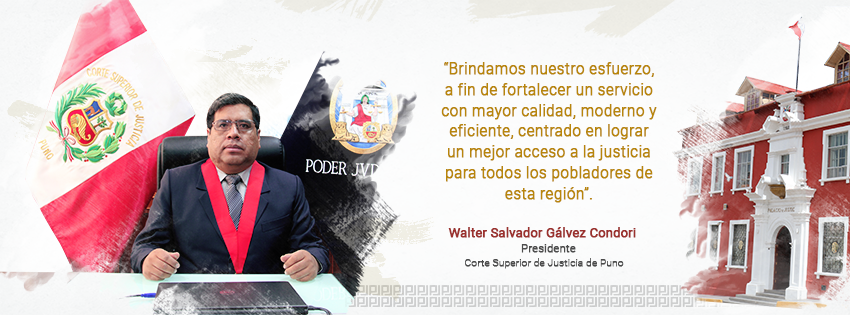 CORTE SUPERIOR DE JUSTICIA
PUNO
PODER JVD
"Brindamos nuestro esfuerzo,
a fin de fortalecer un servicio
con mayor calidad, moderno y
eficiente, centrado en lograr
un mejor acceso a la justicia
para todos los pobladores de
esta región".
Walter Salvador Gálvez Condori
Presidente
Corte Superior de Justicia de Puno